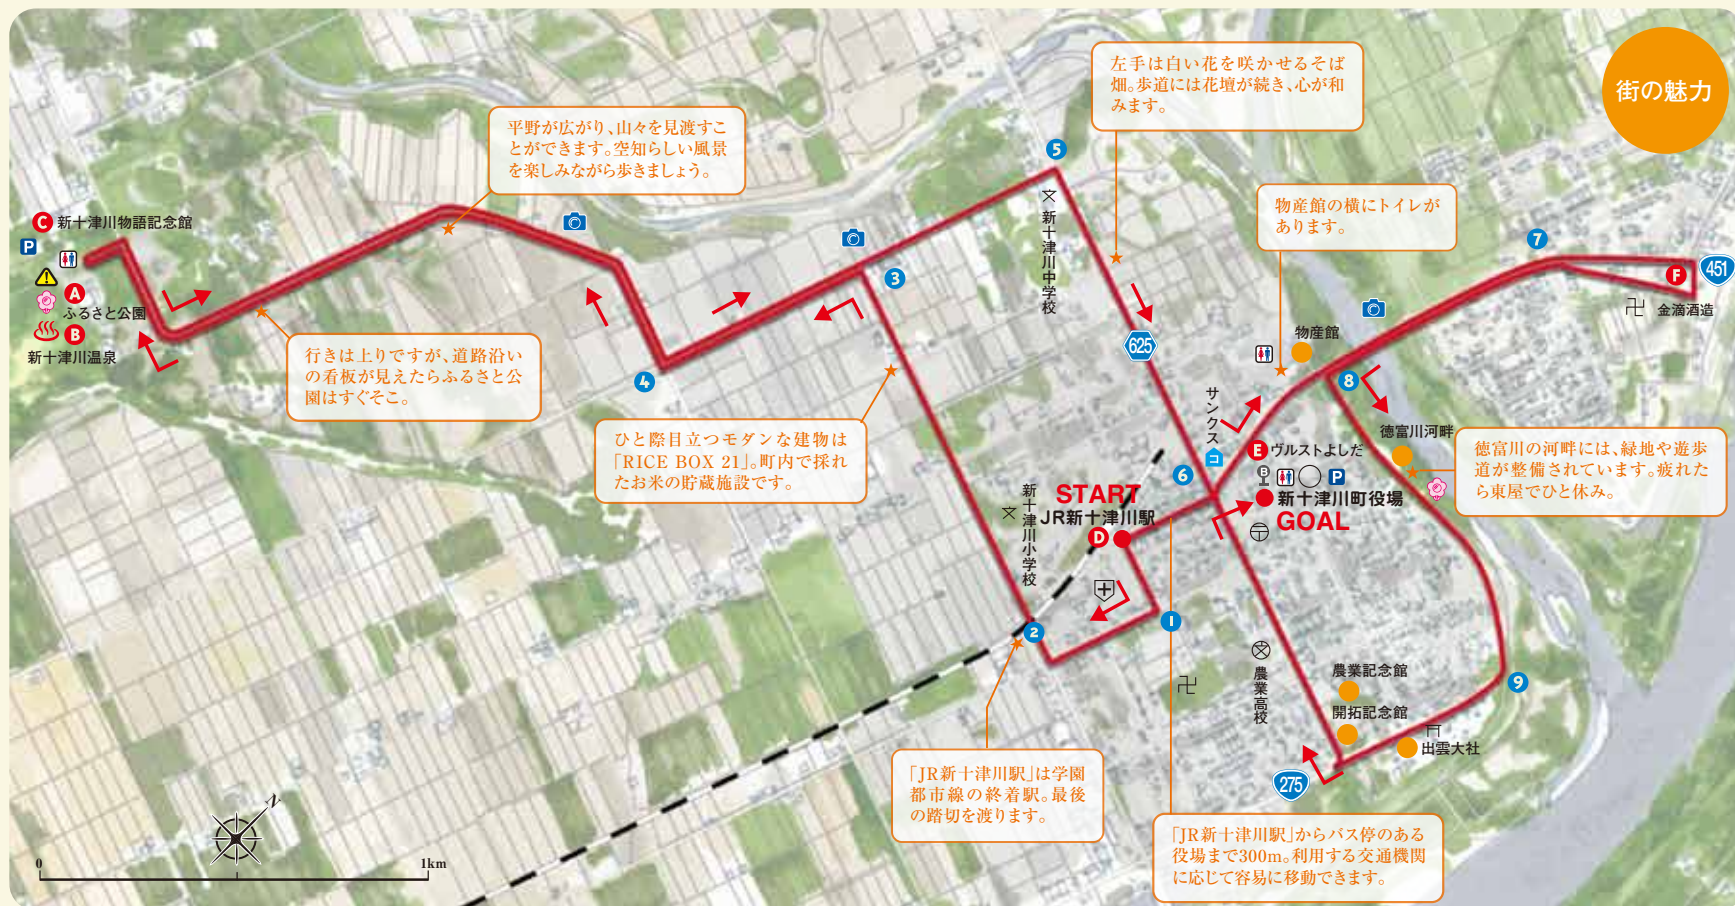 街の魅力
左手は白い花を咲かせるそば
畑。歩道には花壇が続き、心が和
みます。
平野が広がり、山々を見渡すこ
とができます。空知らしい風景
を楽しみながら歩きましょう。
5
物産館の横にトイレが
あります。
C 新十津川物語記念館
P
A
ふるさと公園
B
新十津川温泉
新十津川中学校
3
7
F
451
金滴酒造
行きは上りですが、道路沿い
の看板が見えたらふるさと公
園はすぐそこ。
4
625
物産館
8
サンクス
ひと際目立つモダンな建物は
「RICE BOX 21」。町内で採れ
たお米の貯蔵施設です。
徳富川河畔
徳富川の河畔には、緑地や遊歩
道が整備されています。疲れた
ら東屋でひと休み。
E ヴルストよしだ
コ
6
B
P
新十津川町役場
GOAL
START
JR新十津川駅
D
新十津川小学校
2
1
農業高校
農業記念館
開拓記念館
出雲大社
9
275
「JR新十津川駅」は学園
都市線の終着駅。最後
の踏切を渡ります。
「JR新十津川駅」からバス停のある
役場まで300m。利用する交通機関
に応じて容易に移動できます。
N
0
1km